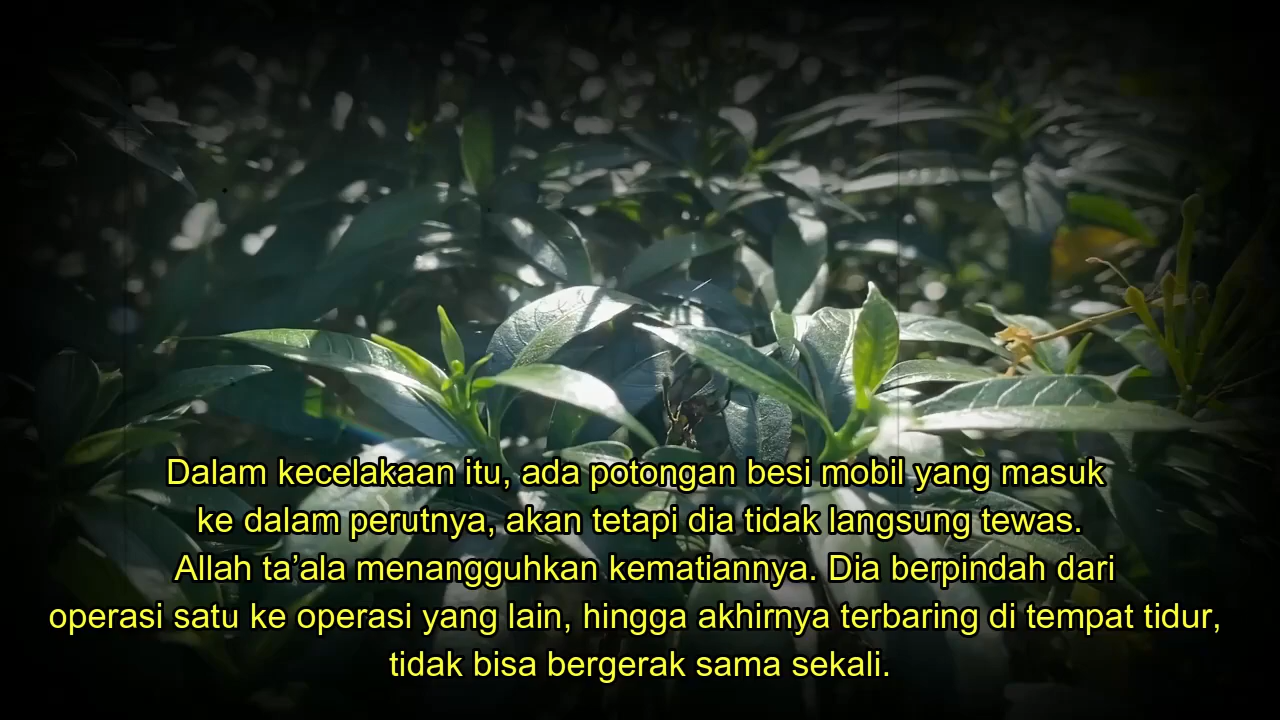 Dalam kecelakaan itu, ada potongan besi mobil yang masuk
ke dalam perutnya, akan tetapi dia tidak langsung tewas.
Allah ta’ala menangguhkan kematiannya. Dia berpindah dari
operasi satu ke operasi yang lain, hingga akhirnya terbaring di tempat tidur,
tidak bisa bergerak sama sekali.